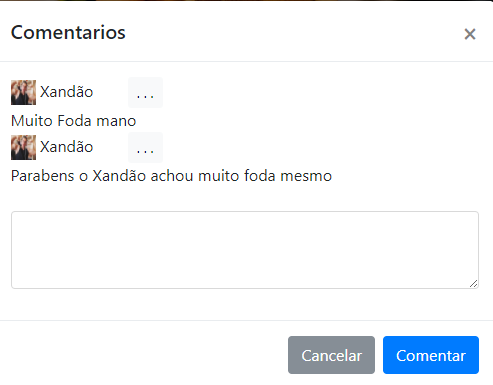 Comentarios ×
Xandão ...
Muito Foda mano
Xandão ...
Parabens o Xandão achou muito foda mesmo
Cancelar Comentar